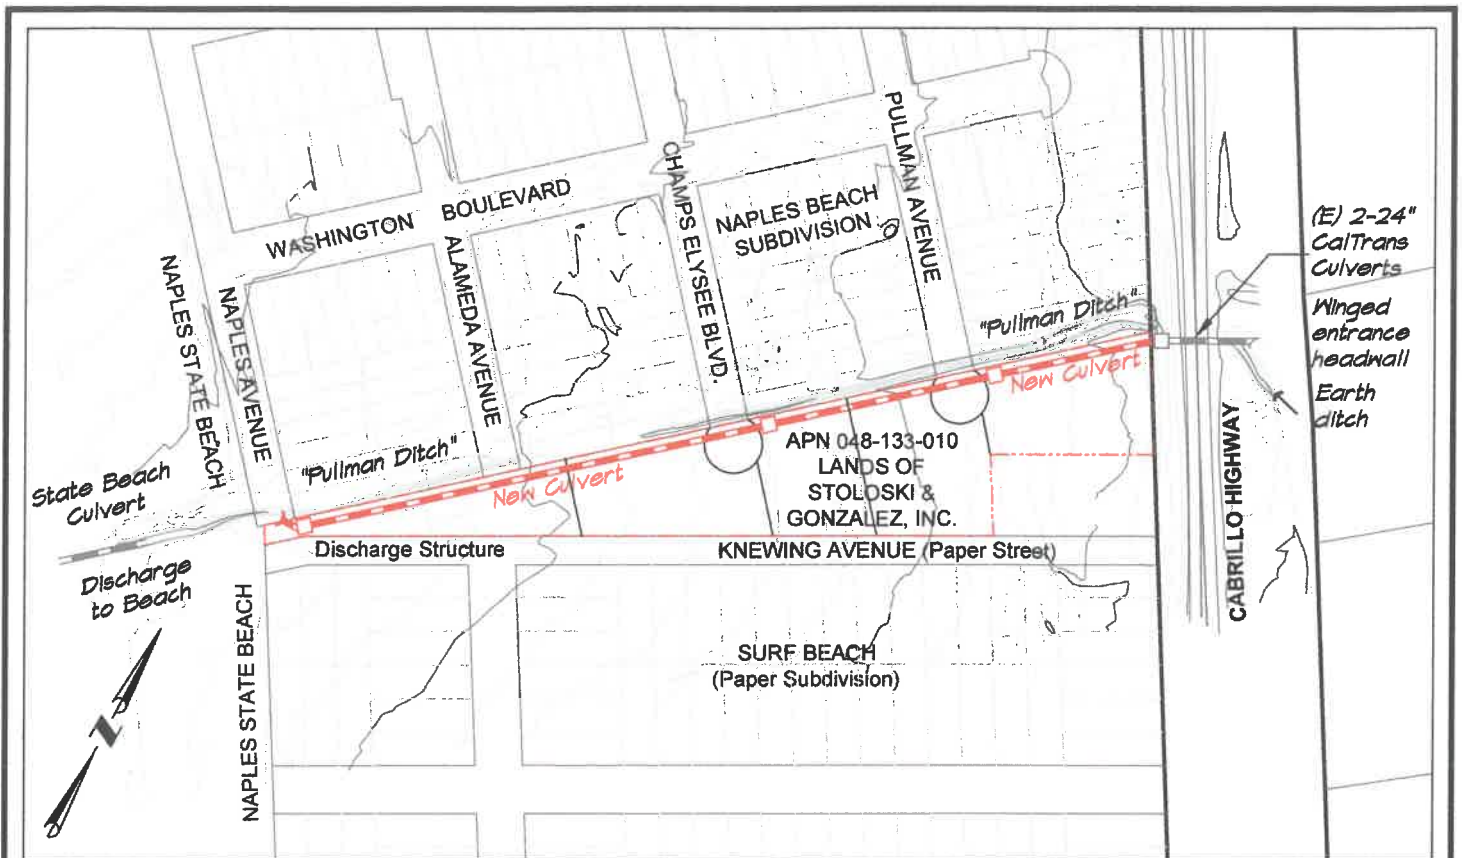 PULLMAN AVENUE
CHAMPS ELYSEE BLVD.
NAPLES BEACH
SUBDIVISION
WASHINGTON BOULEVARD
ALAMEDA AVENUE
NAPLES STATE BEACH
NAPLES AVENUE
(E) 2-24"
CalTrans
Culverts
Winged
entrance
headwall
Earth
ditch
"Pullman Ditch"
New Culvert
CABRILLO HIGHWAY
APN 048-133-010
LANDS OF
STOLOSKI &
GONZALEZ, INC.
"Pullman Ditch"
New Culvert
State Beach
Culvert
Discharge Structure
KNEWING AVENUE (Paper Street)
Discharge
to Beach
NAPLES STATE BEACH
SURF BEACH
(Paper Subdivision)
N